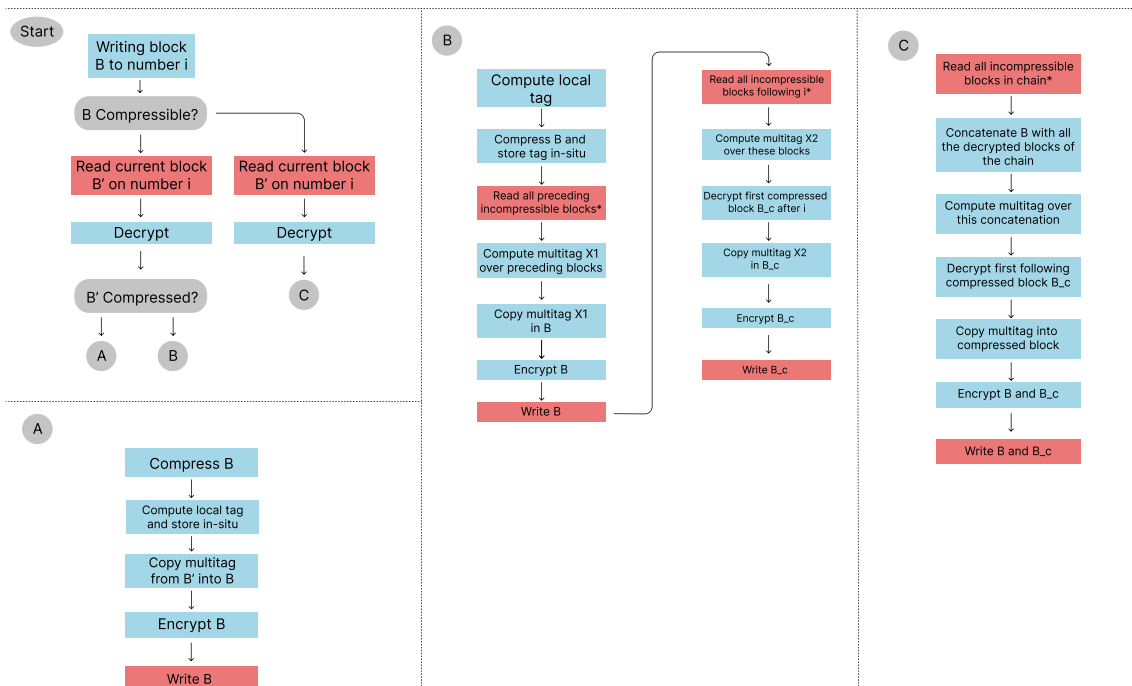 Start
Writing block
B to number i
B Compressible?
Read current block
B’ on number i
Read current block
B’ on number i
Decrypt
Decrypt
B’ Compressed?
C
A
B
A
Compress B
Compute local tag
and store in-situ
Copy multitag
from B’ into B
Encrypt B
Write B
B
Compute local
tag
Compress B and
store tag in-situ
Read all preceding
incompressible blocks*
Compute multitag X1
over preceding blocks
Copy multitag X1
in B
Encrypt B
Write B
Read all incompressible
blocks following i*
Compute multitag X2
over these blocks
Decrypt first compressed
block B_c after i
Copy multitag X2
in B_c
Encrypt B_c
Write B_c
C
Read all incompressible
blocks in chain*
Concatenate B with all
the decrypted blocks of
the chain
Compute multitag over
this concatenation
Decrypt first following
compressed block B_c
Copy multitag into
compressed block
Encrypt B and B_c
Write B and B_c